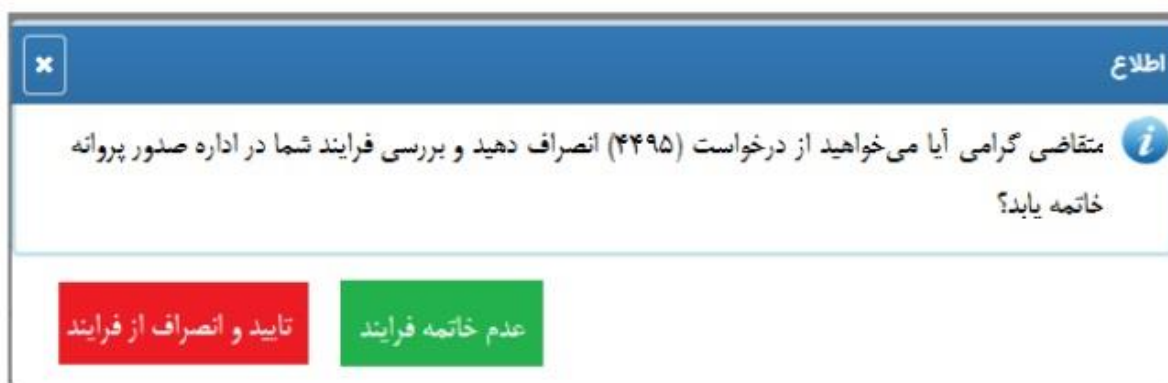 اطلاع
متقاضی گرامی آیا می‌خواهید از درخواست (۴۴۹۵) انصراف دهید و بررسی فرایند شما در اداره صدور پروانه
خاتمه یابد؟
عدم خاتمه فرایند
تایید و انصراف از فرایند